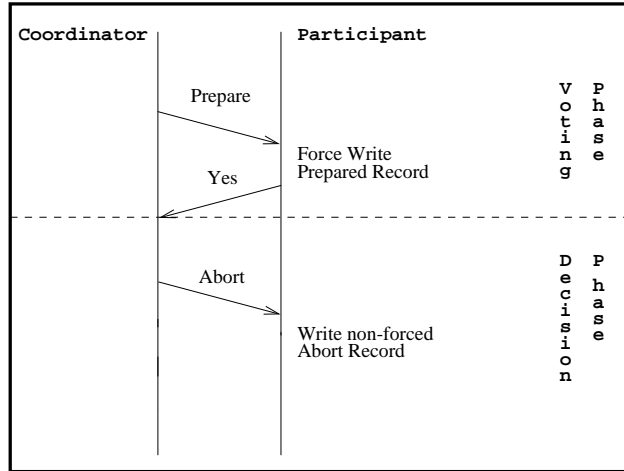 Coordinator
Participant
Prepare
Force Write
Prepared Record
Yes
Voting
Phase
Abort
Write non-forced
Abort Record
Decision
Phase